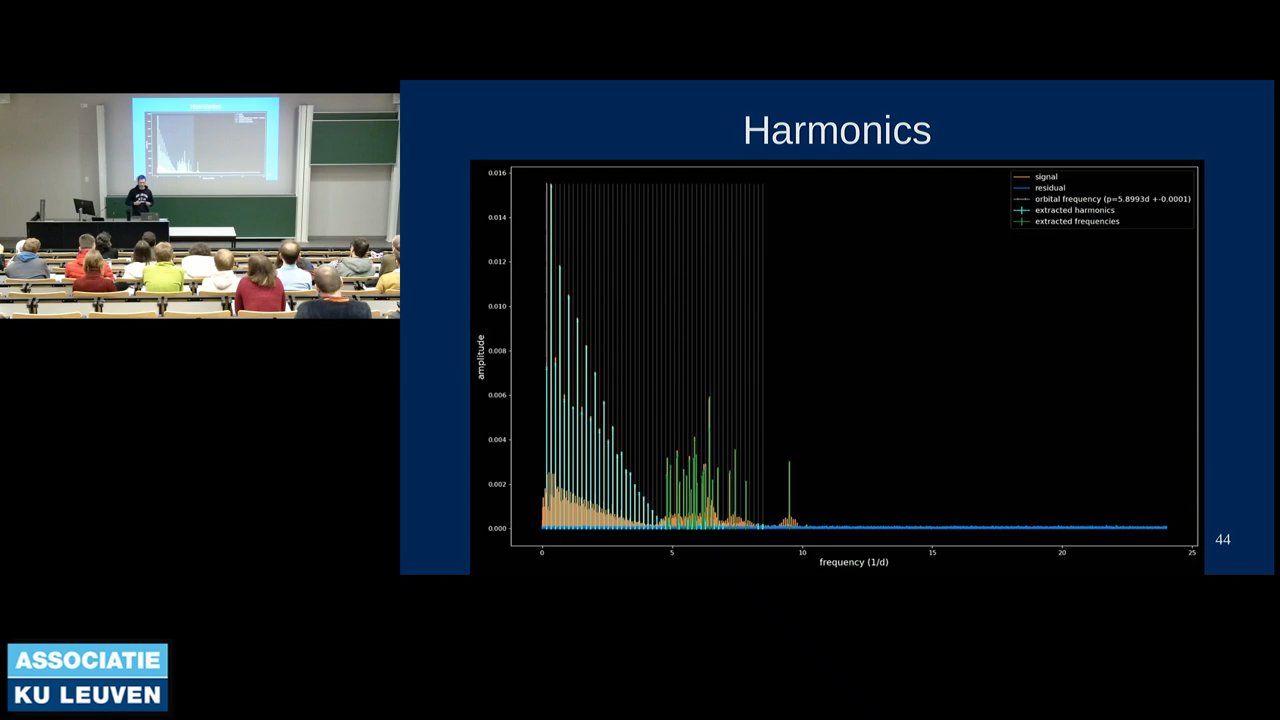 Harmonics
0.016
0.014
0.012
0.010
0.008
0.006
0.004
0.002
0.000
amplitude
signal
residual
orbital frequency (p=5.8993d +-0.0001)
extracted harmonics
extracted frequencies
0
5
10
15
20
25
frequency (1/d)
44
ASSOCIATIE
KU LEUVEN